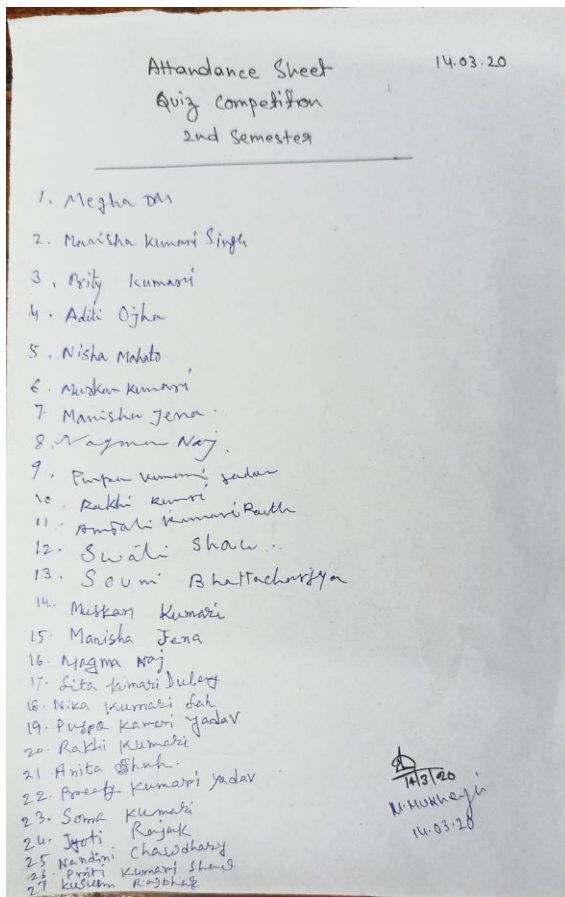 Attandance Sheet 14.03.20
Quiz Competition
2nd Semester
1. Megha Das
2. Manisha Kumari Singh
3. Prity Kumari
4. Aditi Ojha
5. Nisha Mahato
6. Muskan Kumari
7. Manisha Jena.
8. Nagma Naj.
9. Puspa Kumari Yadav
10. Rakhi Kumari
11. Anjali Kumari Routh
12. Swati Shaw..
13. Soumi Bhattacharjya
14. Muskan Kumari
15. Manisha Jena
16. Nagma Naj
17. Sita Kumari Dubey
18. Nika Kumari Sah
19. Puspa Kumari Yadav
20. Rakhi Kumari
21 Anita Shuh.
22. Kumari Yadav
23. Soma Kumari
24. Jyoti Rajak
25 Nandini Chawdhary
26. Priti Kumari Shaw
27 Kusum Rajbhar
14/3/20
M. Mukherji
14.03.20